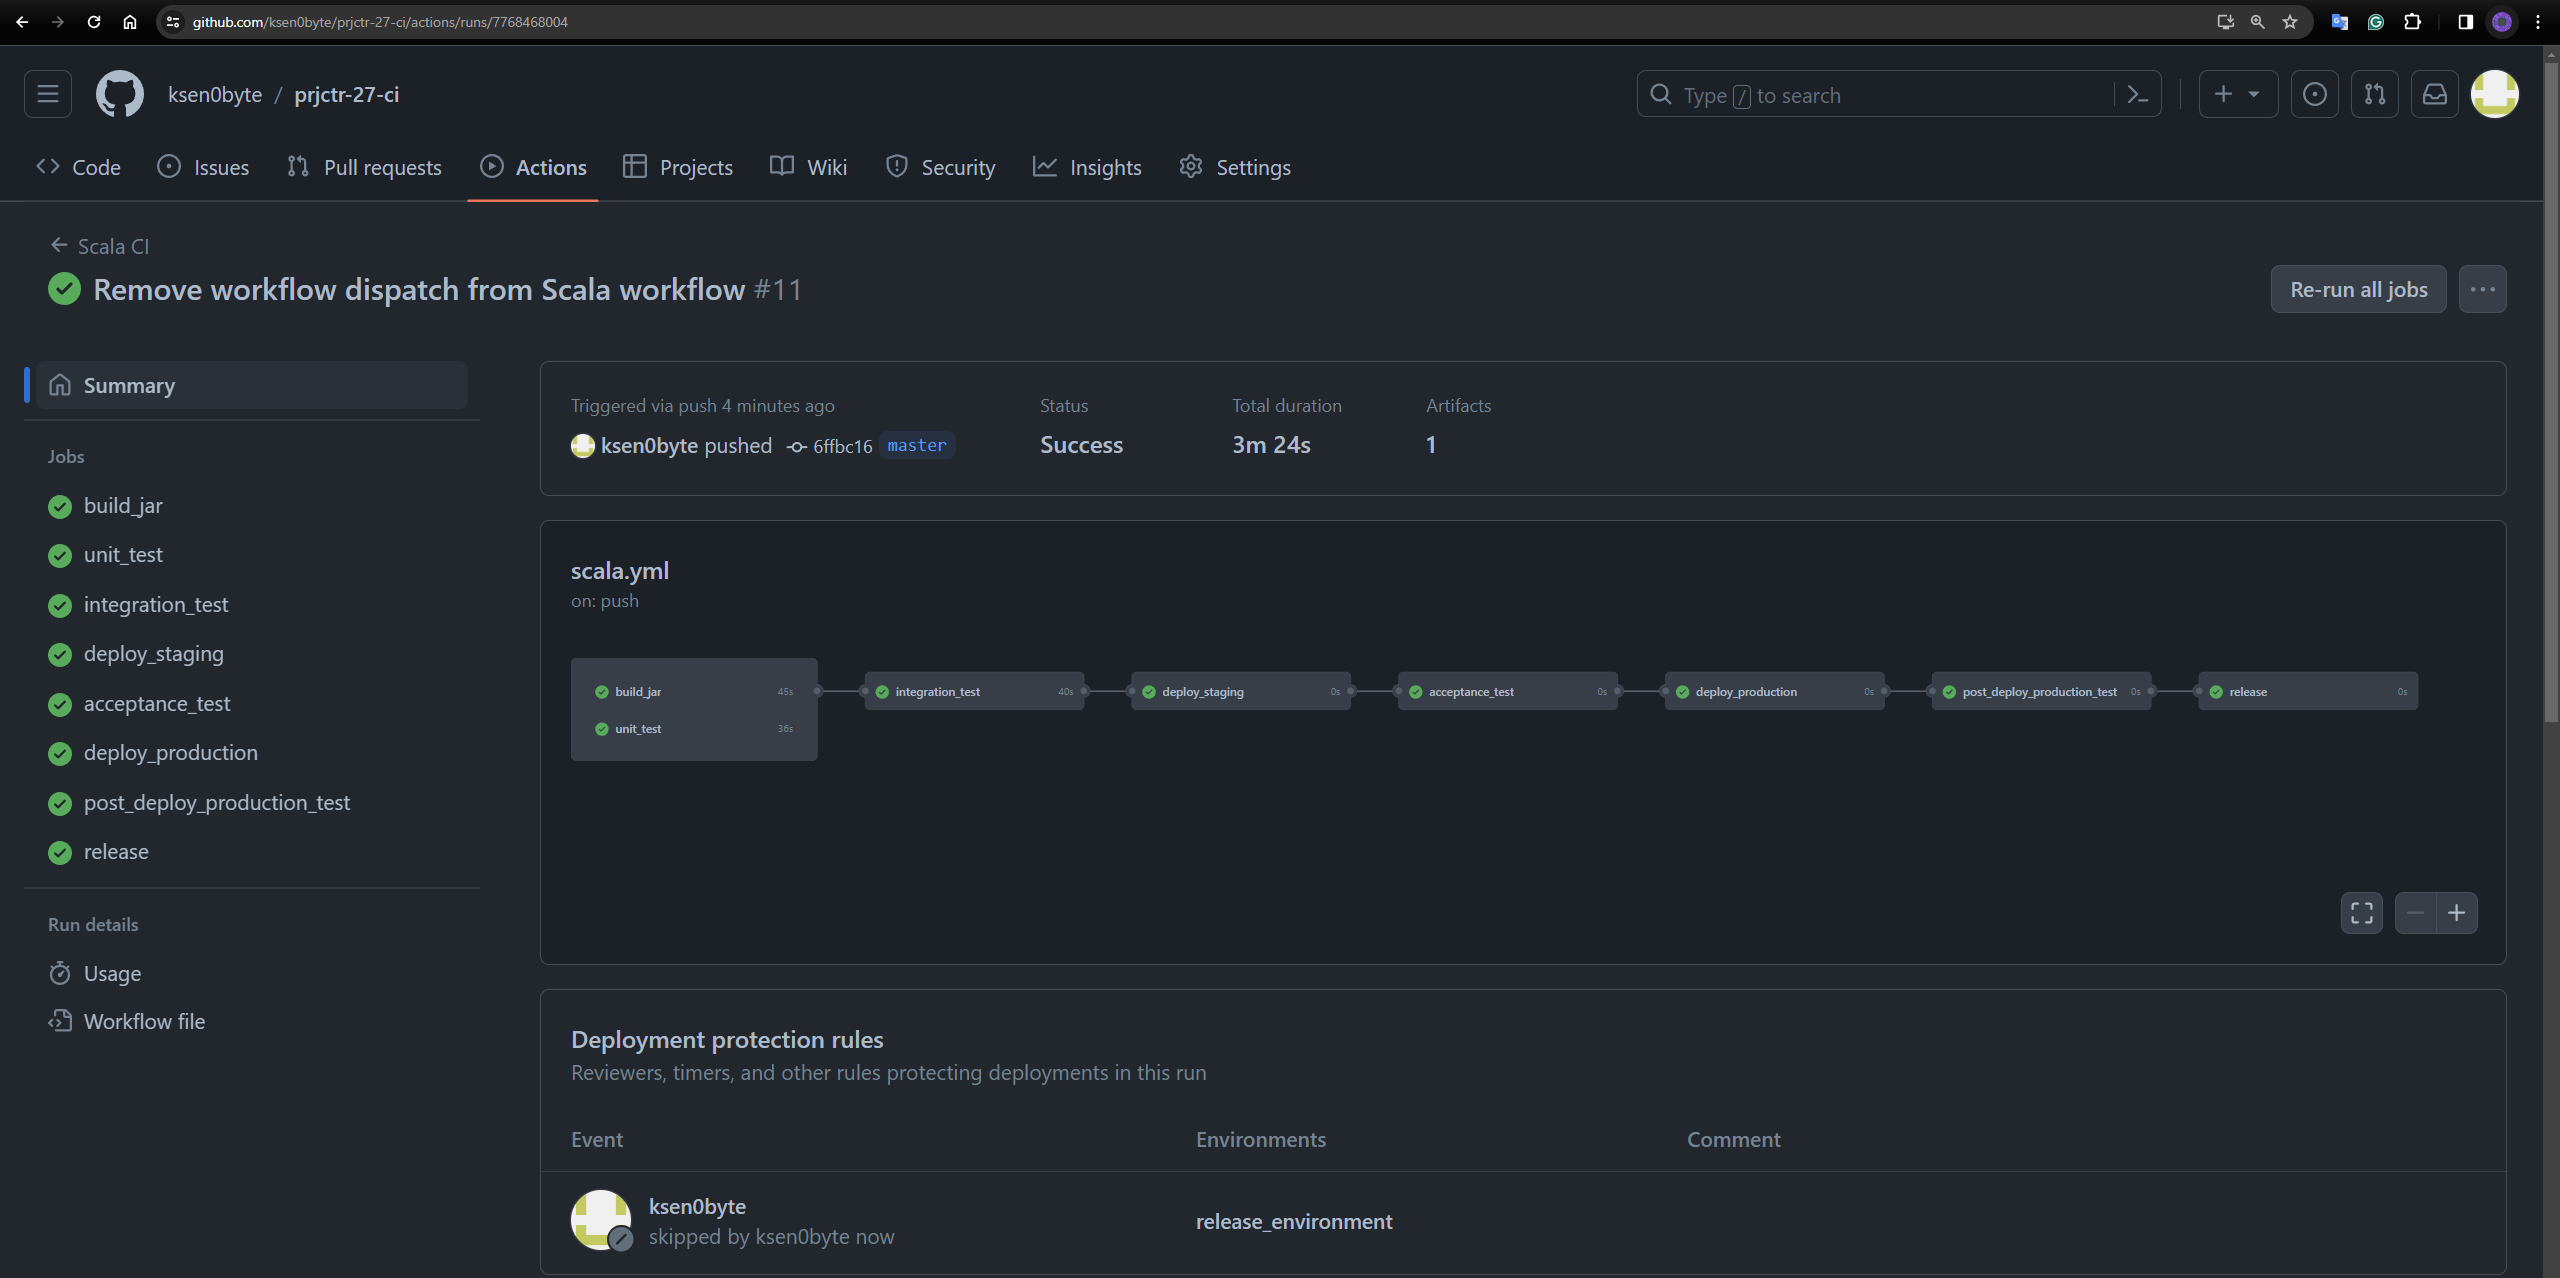 github.com/ksen0byte/prjctr-27-ci/actions/runs/7768468004
ksen0byte / prjctr-27-ci
Type / to search
Code Issues Pull requests Actions Projects Wiki Security Insights Settings
Scala CI
Remove workflow dispatch from Scala workflow #11
Re-run all jobs
Summary
Jobs
build_jar
unit_test
integration_test
deploy_staging
acceptance_test
deploy_production
post_deploy_production_test
release
Run details
Usage
Workflow file
Triggered via push 4 minutes ago
ksen0byte pushed 6ffbc16 master
Status
Success
Total duration
3m 24s
Artifacts
1
scala.yml
on: push
build_jar 45s
unit_test 36s
integration_test 40s
deploy_staging 0s
acceptance_test 0s
deploy_production 0s
post_deploy_production_test 0s
release 0s
Deployment protection rules
Reviewers, timers, and other rules protecting deployments in this run
Event Environments Comment
ksen0byte
skipped by ksen0byte now
release_environment